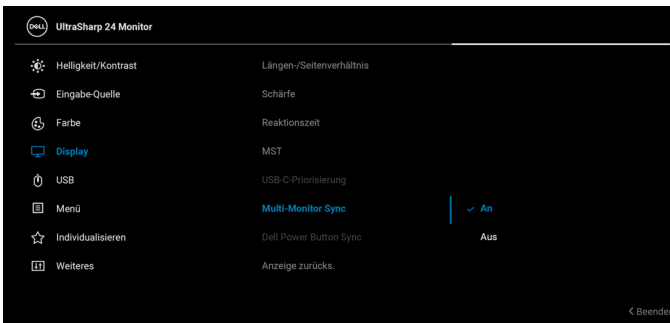 DELL UltraSharp 24 Monitor
Helligkeit/Kontrast
Längen-/Seitenverhältnis
Eingabe-Quelle
Schärfe
Farbe
Reaktionszeit
Display
MST
USB
USB-C-Priorisierung
Menü
Multi-Monitor Sync
An
Individualisieren
Dell Power Button Sync
Aus
Weiteres
Anzeige zurücks.
Beenden